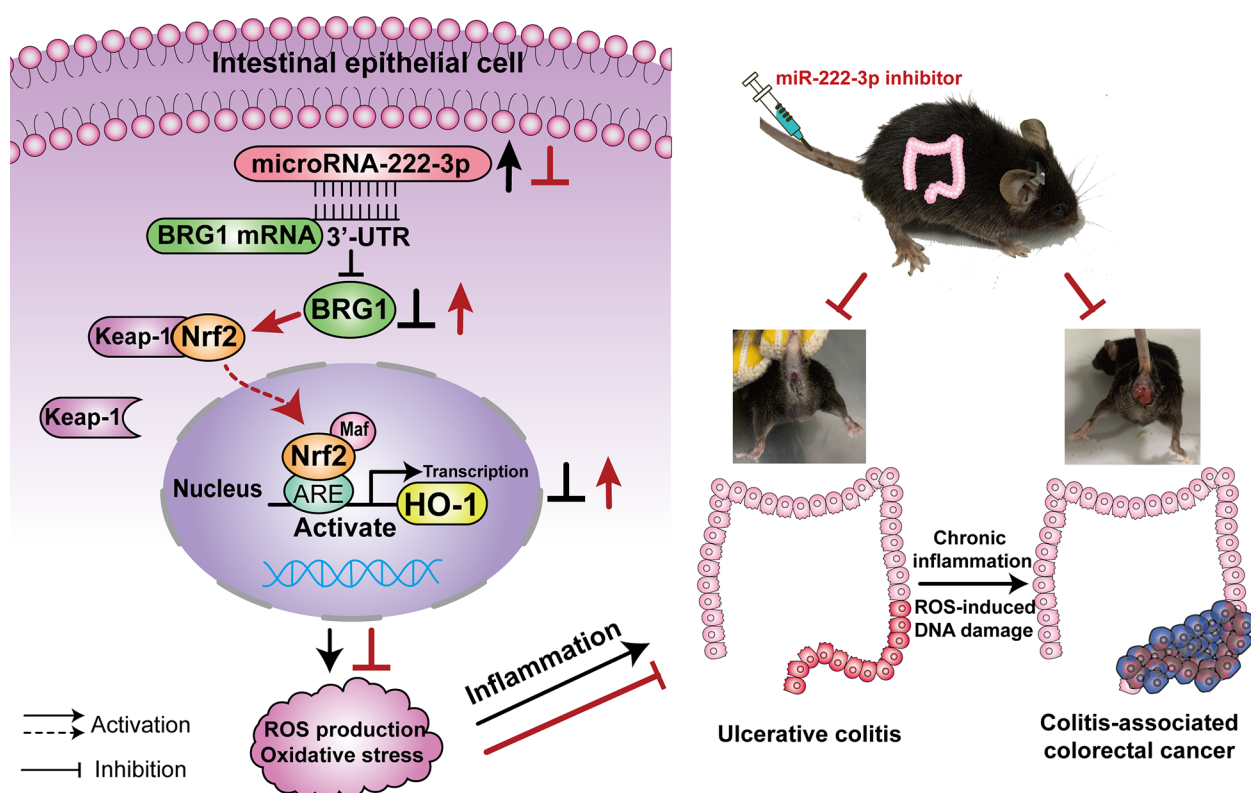 Intestinal epithelial cell
microRNA-222-3p
BRG1 mRNA
3'-UTR
BRG1
Keap-1
Nrf2
Keap-1
Maf
Nrf2
Transcription
Nucleus
ARE
HO-1
Activate
ROS production
Oxidative stress
Inflammation
Activation
Inhibition
miR-222-3p inhibitor
Chronic
inflammation
ROS-induced
DNA damage
Ulcerative colitis
Colitis-associated
colorectal cancer